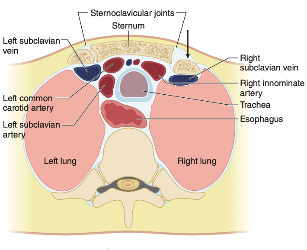 Sternoclavicular joints
Sternum
Left subclavian
vein
Right
subclavian vein
Right innominate
artery
Trachea
Esophagus
Left common
carotid artery
Left subclavian
artery
Left lung
Right lung